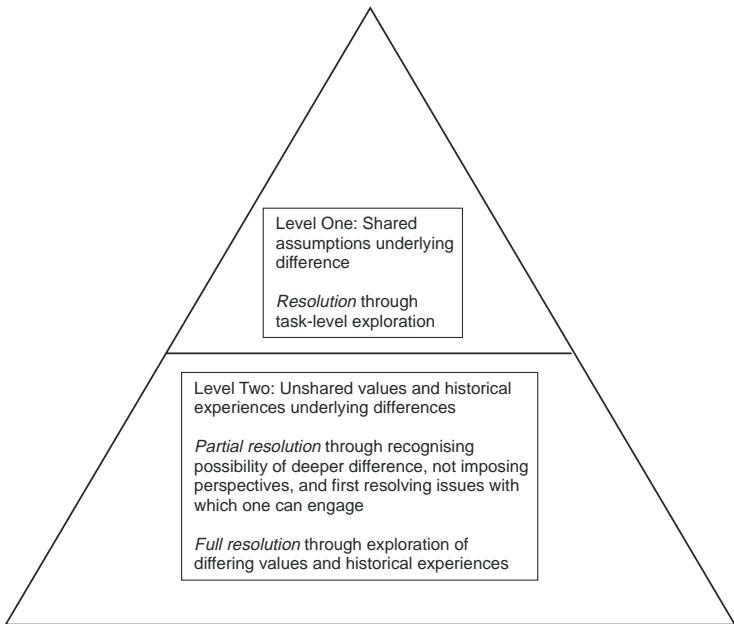 Level One: Shared
assumptions underlying
difference
Resolution through
task-level exploration
Level Two: Unshared values and historical
experiences underlying differences
Partial resolution through recognising
possibility of deeper difference, not imposing
perspectives, and first resolving issues with
which one can engage
Full resolution through exploration of
differing values and historical experiences